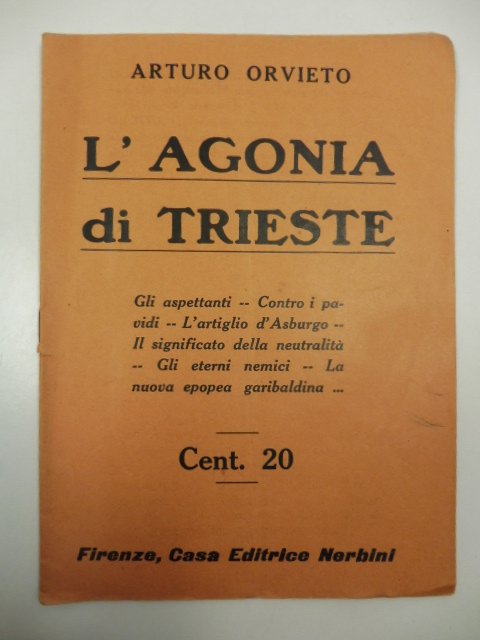 ARTURO ORVIETO
L' AGONIA
di TRIESTE
Gli aspettanti -- Contro i pa-
vidi -- L'artiglio d'Asburgo --
Il significato della neutralità
-- Gli eterni nemici -- La
nuova epopea garibaldina ...
Cent. 20
Firenze, Casa Editrice Nerbini